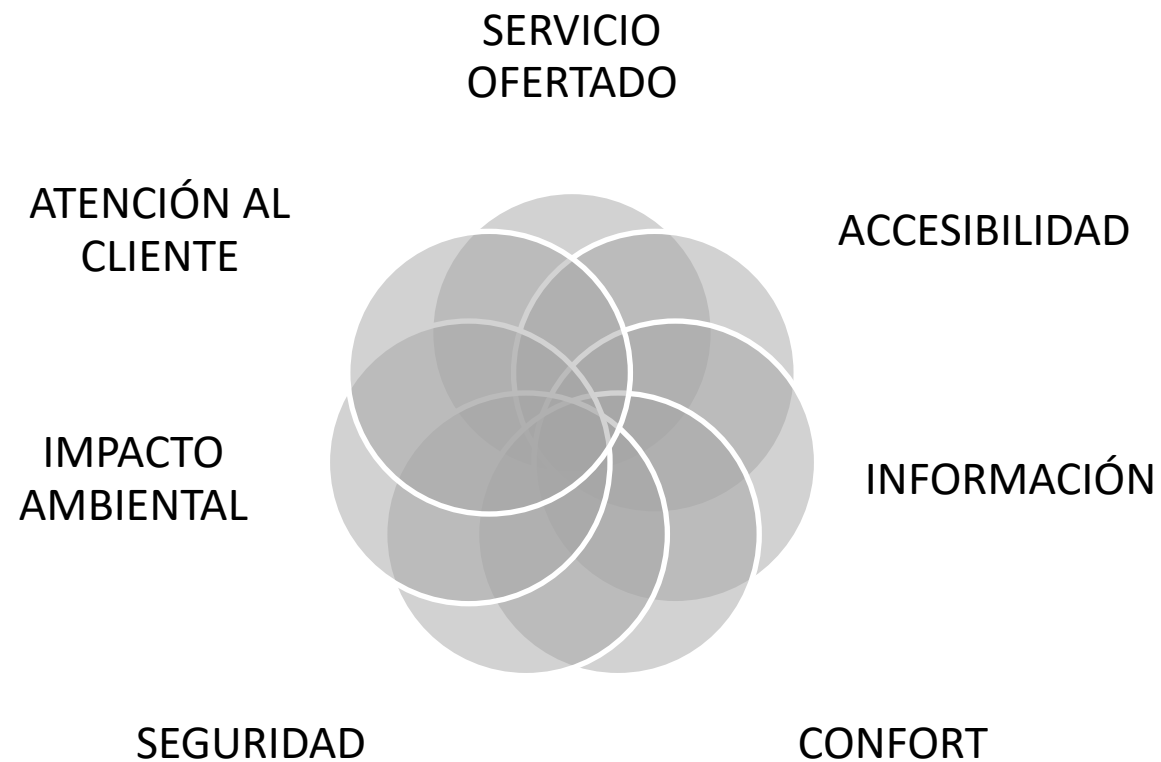 SERVICIO
OFERTADO
ATENCIÓN AL
CLIENTE
ACCESIBILIDAD
IMPACTO
AMBIENTAL
INFORMACIÓN
SEGURIDAD
CONFORT